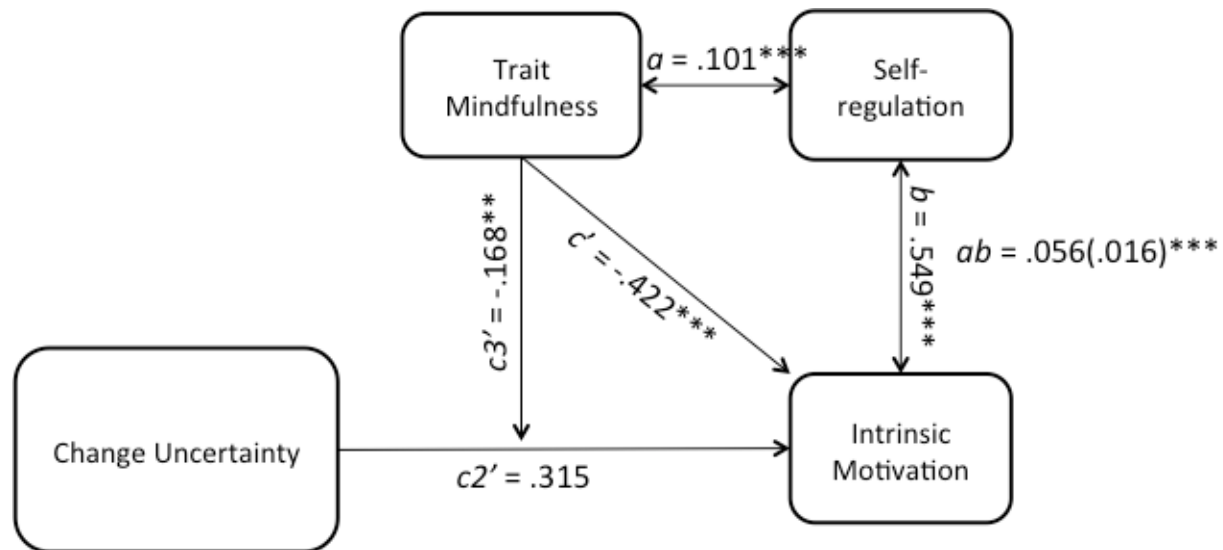 Trait
Mindfulness
a = .101***
Self-
regulation
c3’ = -.168**
c’ = -.422***
b = .549***
ab = .056(.016)***
Change Uncertainty
c2’ = .315
Intrinsic
Motivation